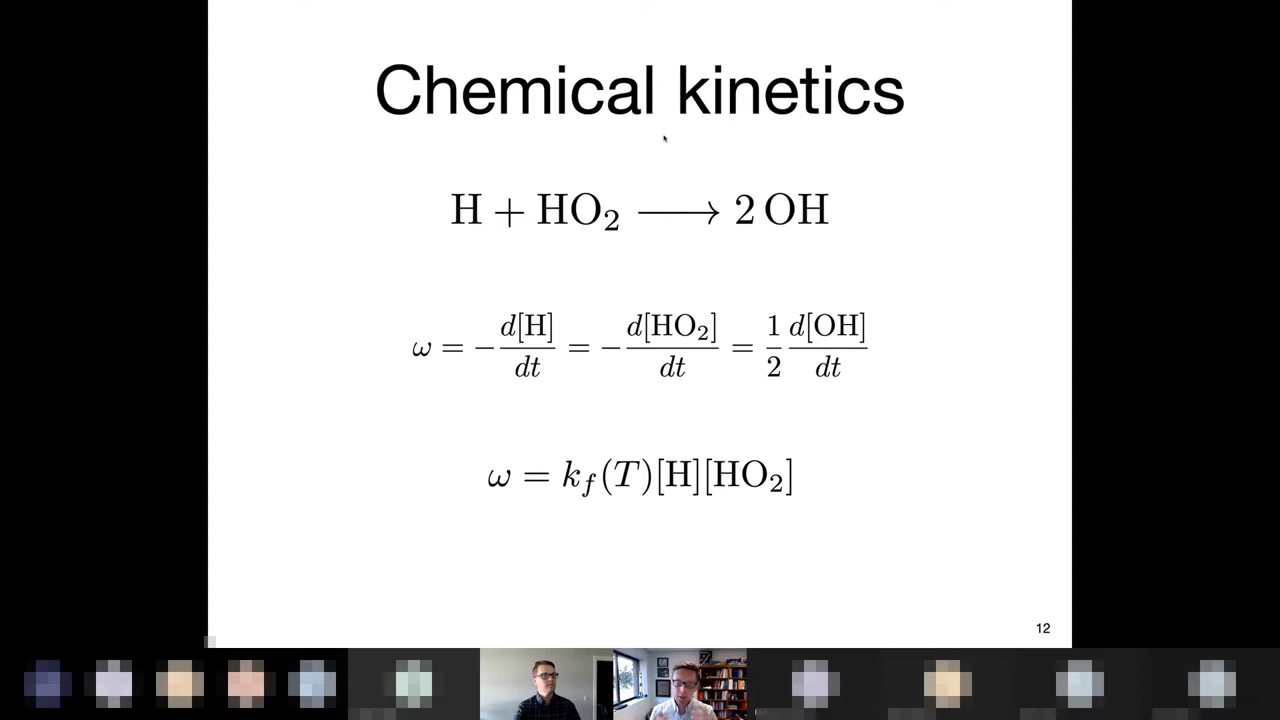 Chemical kinetics
H + HO₂ ⟶ 2 OH
ω = −d[H]/dt = −d[HO₂]/dt = 1/2 d[OH]/dt
ω = k_f(T)[H][HO₂]
12